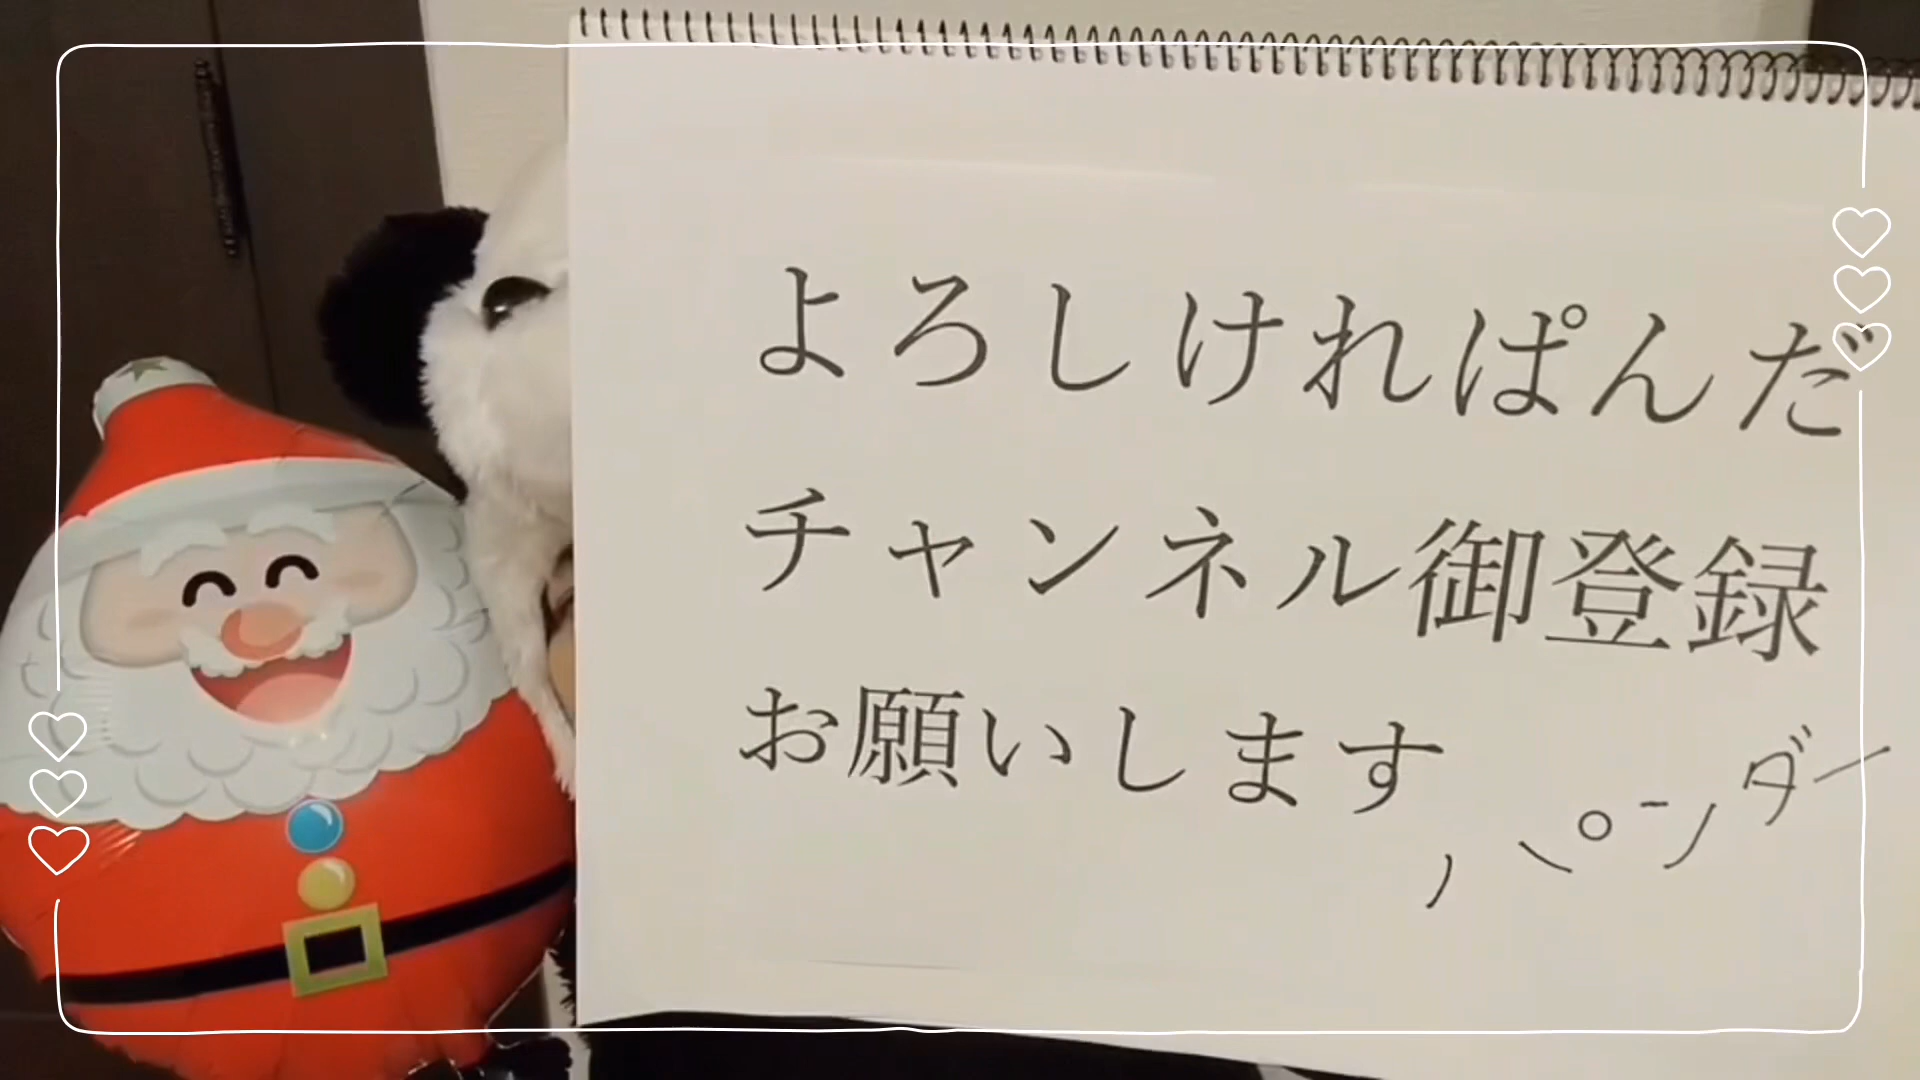 よろしければんだ
チャンネル御登録
お願いします
パンダー